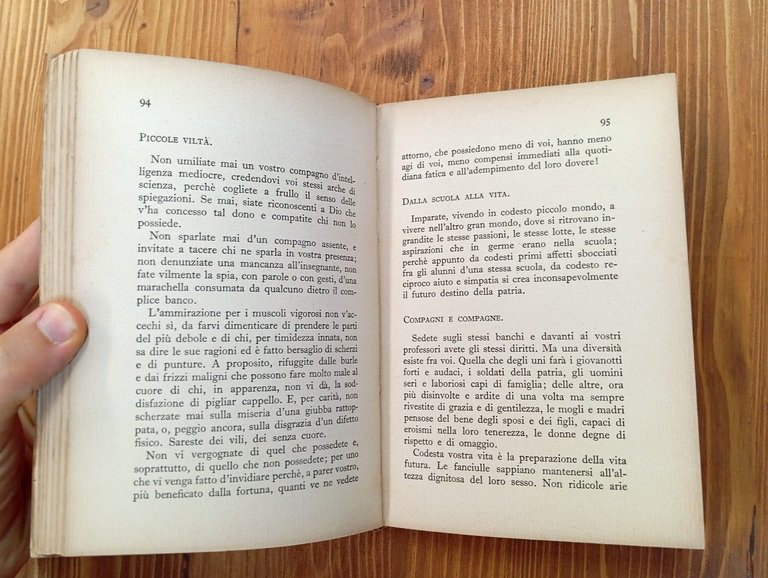 94
PICCOLE VILTÀ.
Non umiliate mai un vostro compagno d'intel-
ligenza mediocre, credendovi voi stessi arche di
scienza, perchè cogliete a frullo il senso delle
spiegazioni. Se mai, siate riconoscenti a Dio che
v'ha concesso tal dono e compatite chi non lo
possiede.
Non sparlate mai d'un compagno assente, e
invitate a tacere chi ne sparla in vostra presenza;
non denunziate una mancanza all'insegnante, non
fate vilmente la spia, con parole o con gesti, d'una
marachella consumata da qualcuno dietro il com-
plice banco.
L'ammirazione per i muscoli vigorosi non v'ac-
cechi sì, da farvi dimenticare di prendere le parti
del più debole e di chi, per timidezza innata, non
sa dire le sue ragioni ed è fatto bersaglio di scherzi
e di punture. A proposito, rifuggite dalle burle
e dai frizzi maligni che possono fare molto male al
cuore di chi, in apparenza, non vi dà, la sod-
disfazione di pigliar cappello. E, per carità, non
scherzate mai sulla miseria d'una giubba rattop-
pata, o, peggio ancora, sulla disgrazia d'un difetto
fisico. Sareste dei vili, dei senza cuore.
Non vi vergognate di quel che possedete e,
soprattutto, di quello che non possedete; per uno
che vi venga fatto d'invidiare perchè, a parer vostro,
più beneficato dalla fortuna, quanti ve ne vedete
95
attorno, che possiedono meno di voi, hanno meno
agi di voi, meno compensi immediati alla quoti-
diana fatica e all'adempimento del loro dovere!
DALLA SCUOLA ALLA VITA.
Imparate, vivendo in codesto piccolo mondo, a
vivere nell'altro gran mondo, dove si ritrovano in-
grandite le stesse passioni, le stesse lotte, le stesse
aspirazioni che in germe erano nella scuola;
perchè appunto da codesti primi affetti sbocciati
fra gli alunni d'una stessa scuola, da codesto re-
ciproco aiuto e simpatia si crea inconsapevolmente
il futuro destino della patria.
COMPAGNI E COMPAGNE.
Sedete sugli stessi banchi e davanti ai vostri
professori avete gli stessi diritti. Ma una diversità
esiste fra voi. Quella che degli uni farà i giovanotti
forti e audaci, i soldati della patria, gli uomini
seri e laboriosi capi di famiglia; delle altre, ora
più disinvolte e ardite di una volta ma sempre
rivestite di grazia e di gentilezza, le mogli e madri
pensose del bene degli sposi e dei figli, capaci di
eroismi nella loro tenerezza, le donne degne di
rispetto e di omaggio.
Codesta vostra vita è la preparazione della vita
futura. Le fanciulle sappiano mantenersi all'al-
tezza dignitosa del loro sesso. Non ridicole arie